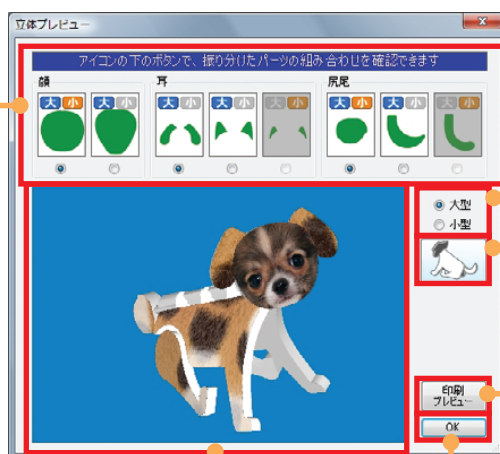 立体プレビュー
アイコンの下のボタンで、振り分けたパーツの組み合わせを確認できます
顔 耳 尻尾
大 小 大 小 大 小 大 小 大 小 大 小 大 小 大 小
大型
小型
印刷
プレビュー
OK